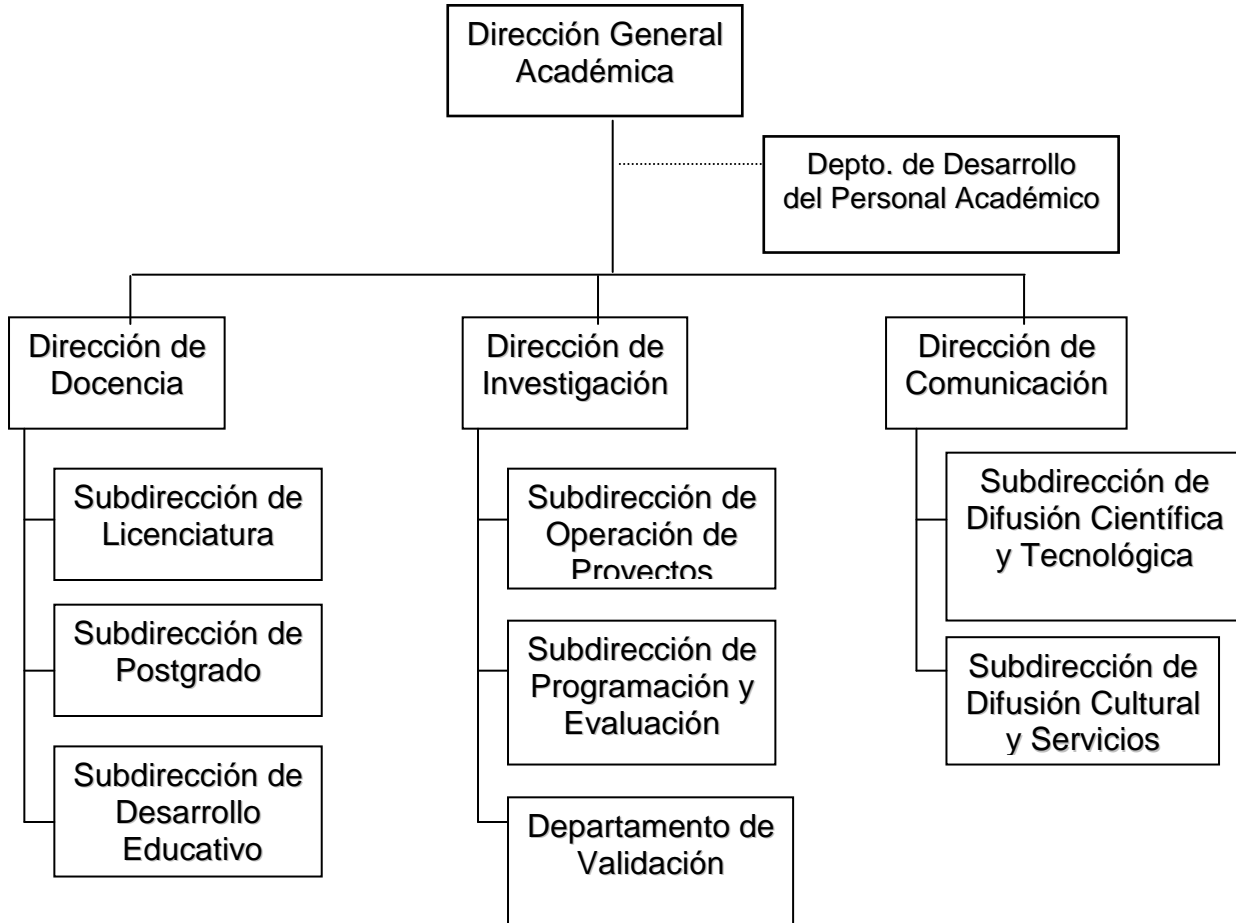 Dirección General
Académica
Depto. de Desarrollo
del Personal Académico
Dirección de
Docencia
Dirección de
Investigación
Dirección de
Comunicación
Subdirección de
Licenciatura
Subdirección de
Postgrado
Subdirección de
Desarrollo
Educativo
Subdirección de
Operación de
Proyectos
Subdirección de
Programación y
Evaluación
Departamento de
Validación
Subdirección de
Difusión Científica
y Tecnológica
Subdirección de
Difusión Cultural
y Servicios